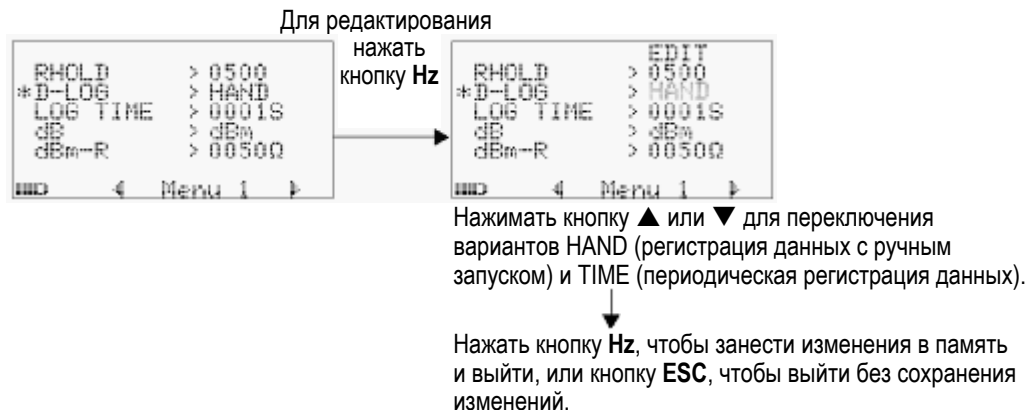 Для редактирования
нажать
кнопку Hz
RHOLD > 0500
*D-LOG > HAND
LOG TIME > 0001S
dB > dBm
dBm-R > 0050Ω
Menu 1
EDIT
RHOLD > 0500
*D-LOG > HAND
LOG TIME > 0001S
dB > dBm
dBm-R > 0050Ω
Menu 1
Нажимать кнопку ▲ или ▼ для переключения
вариантов HAND (регистрация данных с ручным
запуском) и TIME (периодическая регистрация данных).
Нажать кнопку Hz, чтобы занести изменения в память
и выйти, или кнопку ESC, чтобы выйти без сохранения
изменений.